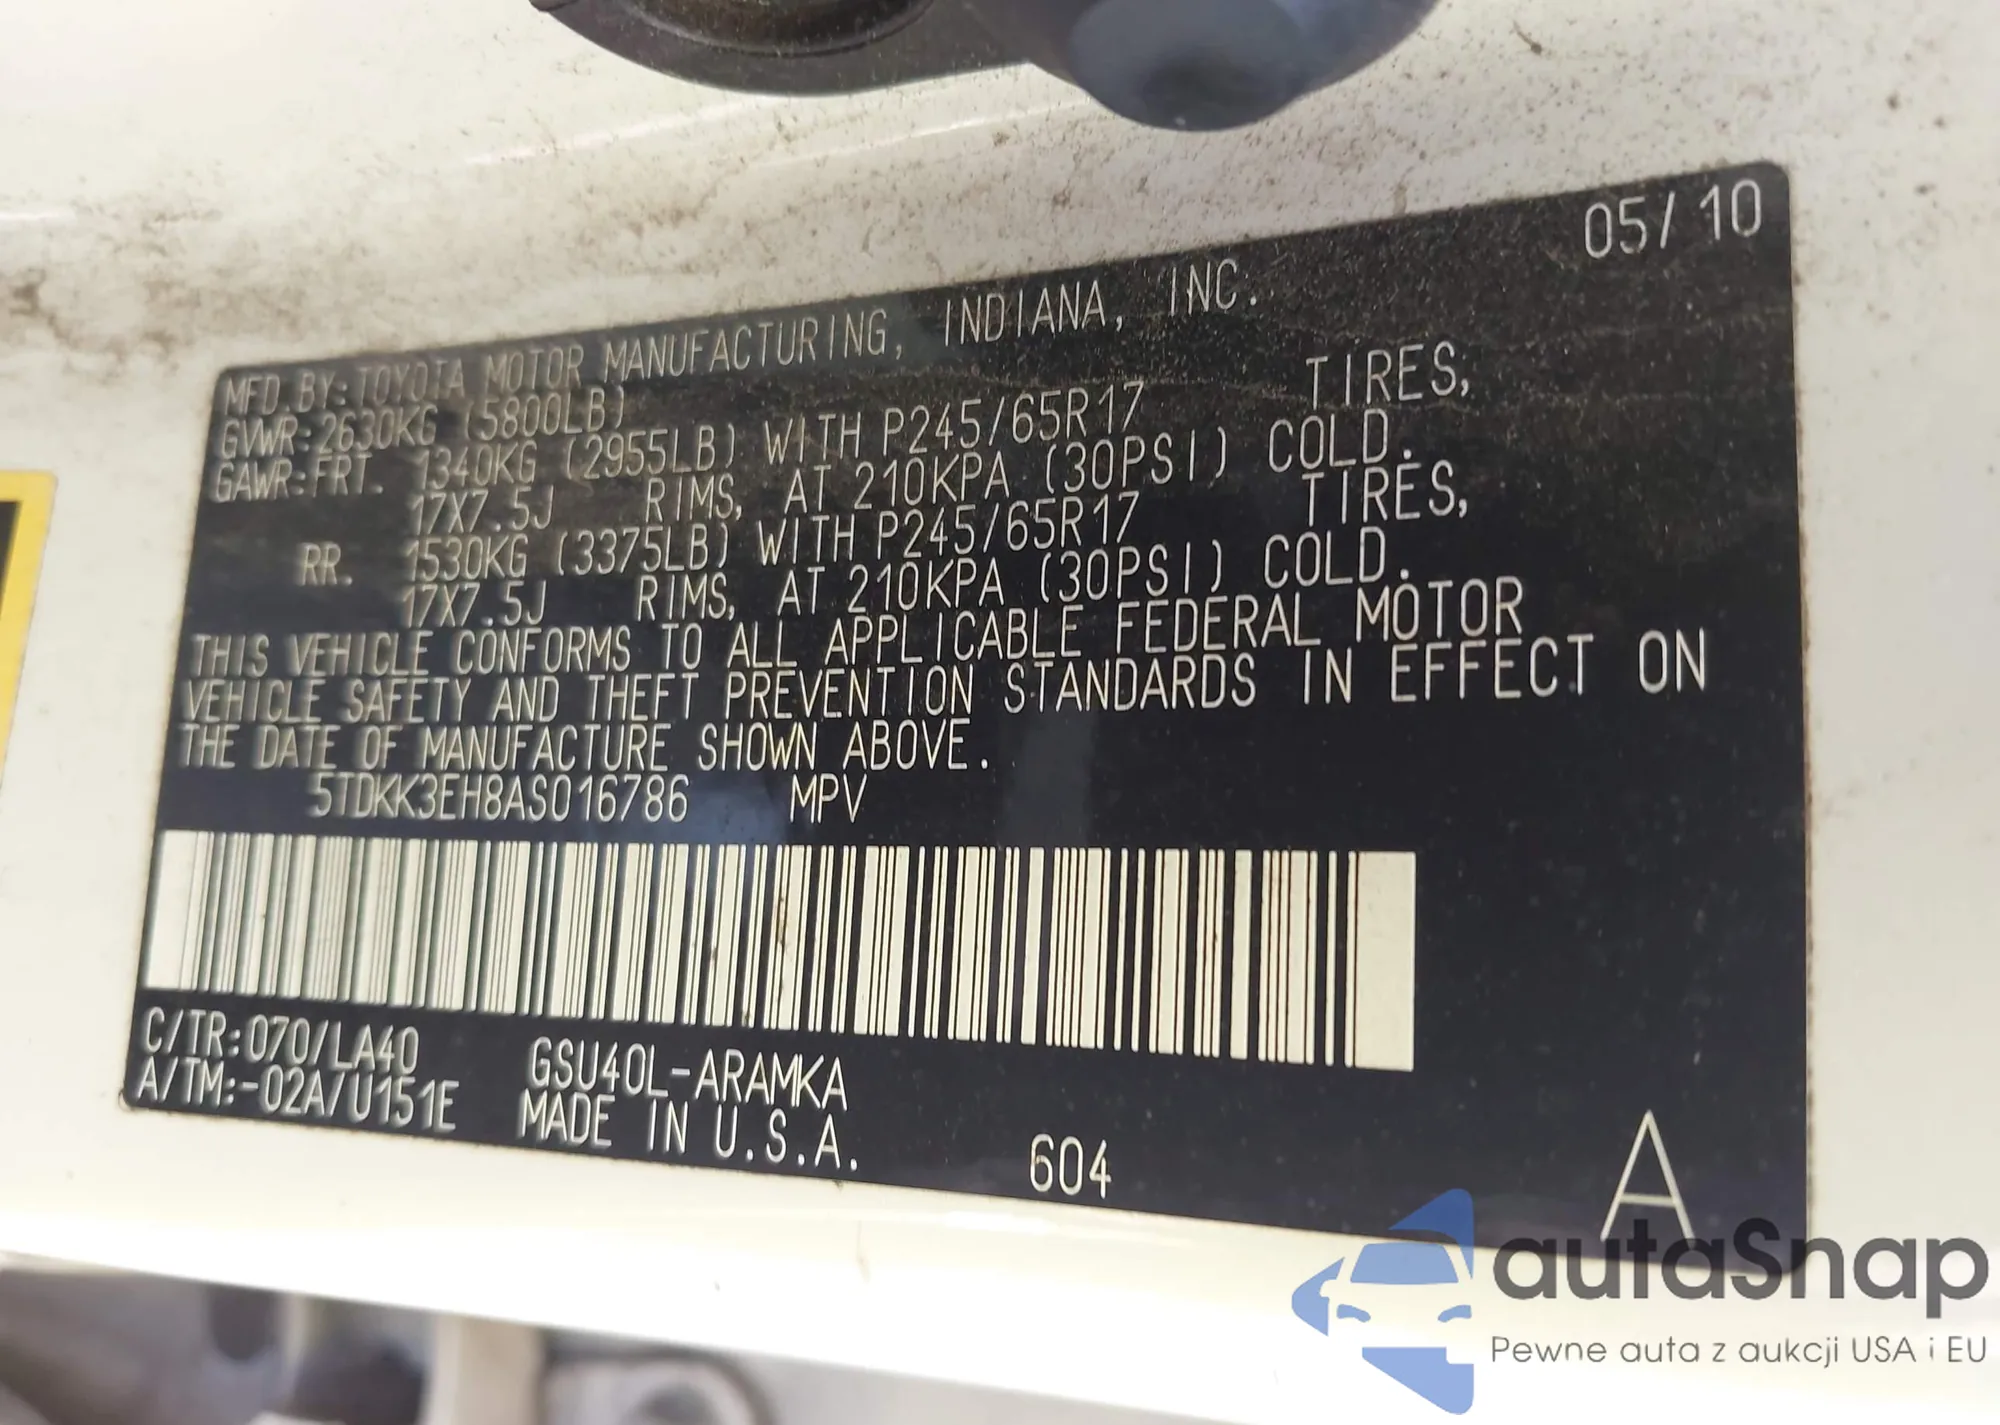 05/10
MFD. BY: TOYOTA MOTOR MANUFACTURING, INDIANA, INC.
GVWR: 2630KG (5800LB)
GAWR: FRT. 1340KG (2955LB) WITH P245/65R17 TIRES,
17X7.5J RIMS, AT 210KPA (30PSI) COLD.
RR. 1530KG (3375LB) WITH P245/65R17 TIRES,
17X7.5J RIMS, AT 210KPA (30PSI) COLD.
THIS VEHICLE CONFORMS TO ALL APPLICABLE FEDERAL MOTOR
VEHICLE SAFETY AND THEFT PREVENTION STANDARDS IN EFFECT ON
THE DATE OF MANUFACTURE SHOWN ABOVE.
5TDKK3EH8AS016786 MPV
C/TR: 070/LA40 GSU40L-ARAMKA
A/TM: -02A/U151E MADE IN U.S.A.
604
A
autaSnap
Pewne auta z aukcji USA i EU